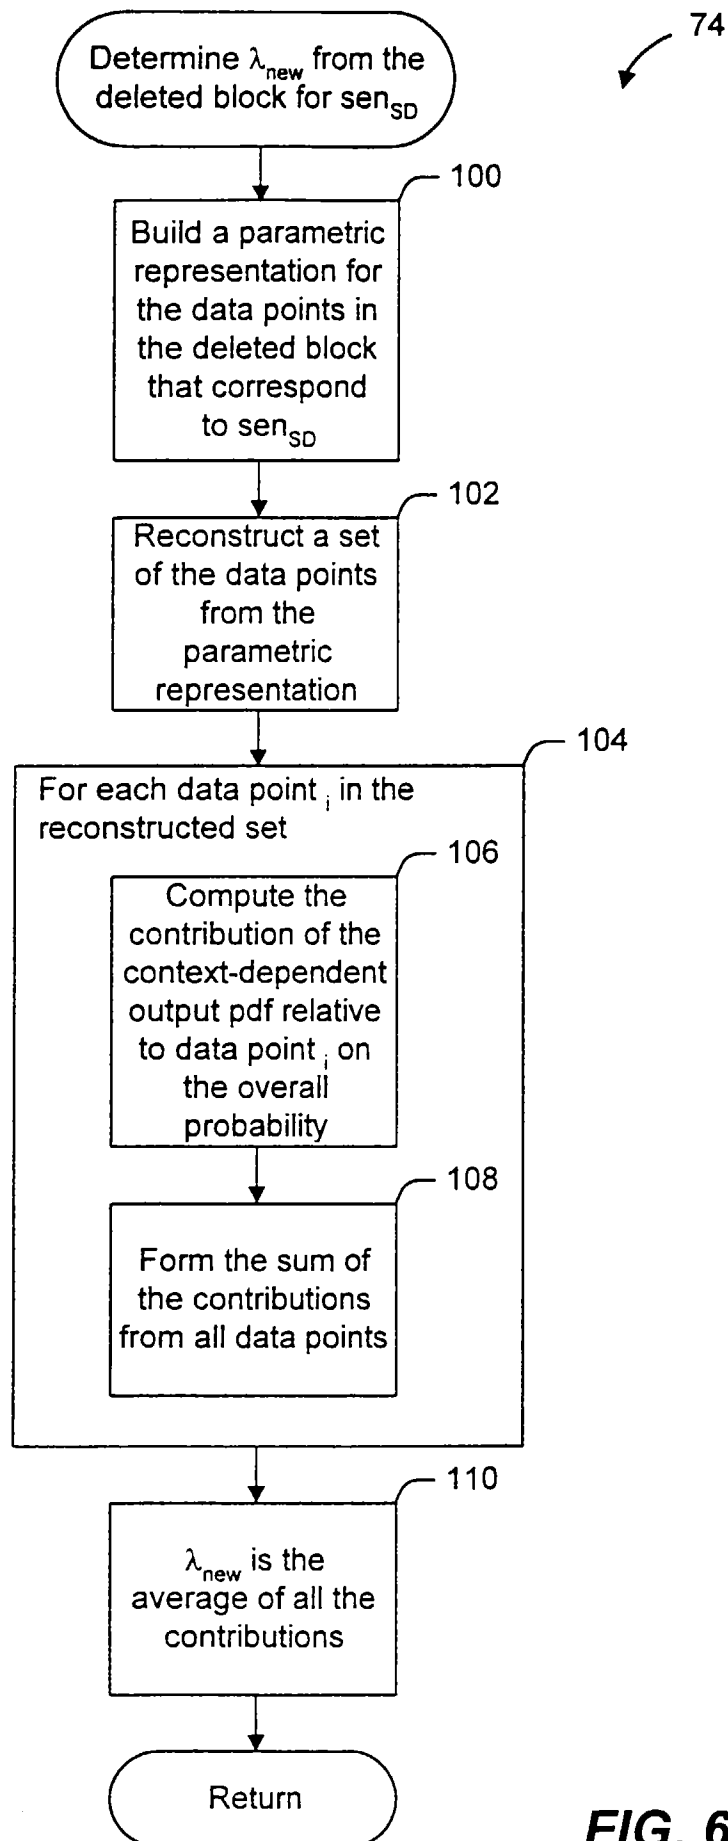 74
Determine λnew from the
deleted block for senSD
100
Build a parametric
representation for
the data points in
the deleted block
that correspond
to senSD
102
Reconstruct a set
of the data points
from the
parametric
representation
104
For each data point i in the
reconstructed set
106
Compute the
contribution of the
context-dependent
output pdf relative
to data point i on
the overall
probability
108
Form the sum of
the contributions
from all data points
110
λnew is the
average of all the
contributions
Return
FIG. 6